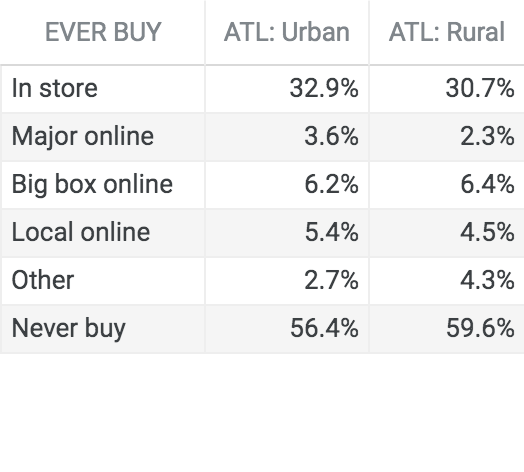 EVER BUY ATL: Urban ATL: Rural
In store 32.9% 30.7%
Major online 3.6% 2.3%
Big box online 6.2% 6.4%
Local online 5.4% 4.5%
Other 2.7% 4.3%
Never buy 56.4% 59.6%